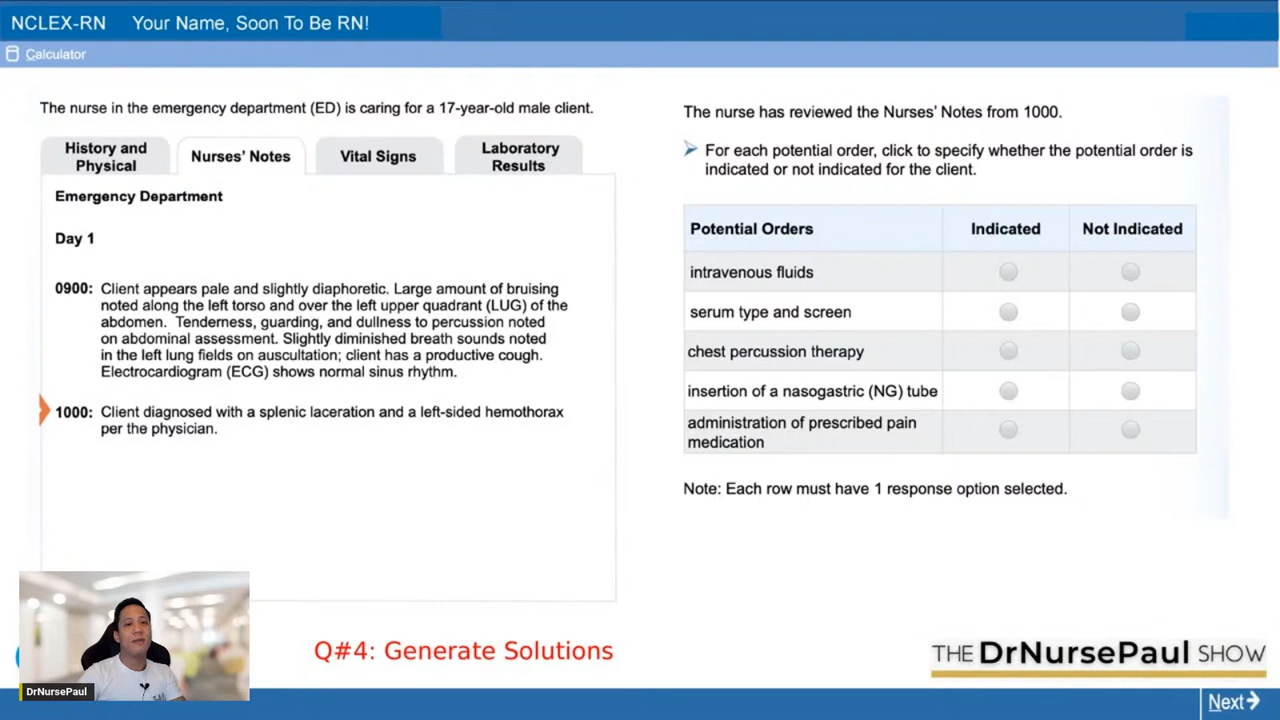 NCLEX-RN Your Name, Soon To Be RN!
Calculator
The nurse in the emergency department (ED) is caring for a 17-year-old male client.
History and
Physical
Nurses' Notes
Vital Signs
Laboratory
Results
Emergency Department
Day 1
0900: Client appears pale and slightly diaphoretic. Large amount of bruising
noted along the left torso and over the left upper quadrant (LUG) of the
abdomen. Tenderness, guarding, and dullness to percussion noted
on abdominal assessment. Slightly diminished breath sounds noted
in the left lung fields on auscultation; client has a productive cough.
Electrocardiogram (ECG) shows normal sinus rhythm.
1000: Client diagnosed with a splenic laceration and a left-sided hemothorax
per the physician.
The nurse has reviewed the Nurses' Notes from 1000.
For each potential order, click to specify whether the potential order is
indicated or not indicated for the client.
Potential Orders Indicated Not Indicated
intravenous fluids
serum type and screen
chest percussion therapy
insertion of a nasogastric (NG) tube
administration of prescribed pain
medication
Note: Each row must have 1 response option selected.
Q#4: Generate Solutions
DrNursePaul
THE DrNursePaul SHOW
Next